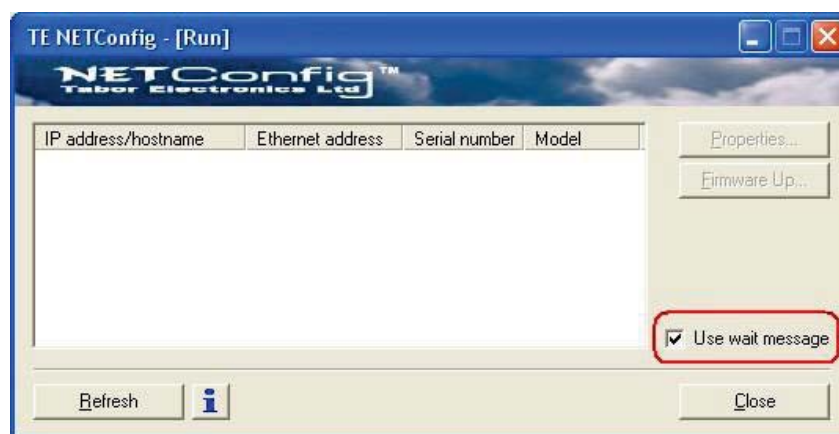 TE NETConfig - [Run]
NETConfig™
Tabor Electronics Ltd
IP address/hostname Ethernet address Serial number Model
Properties...
Firmware Up...
Use wait message
Refresh i Close